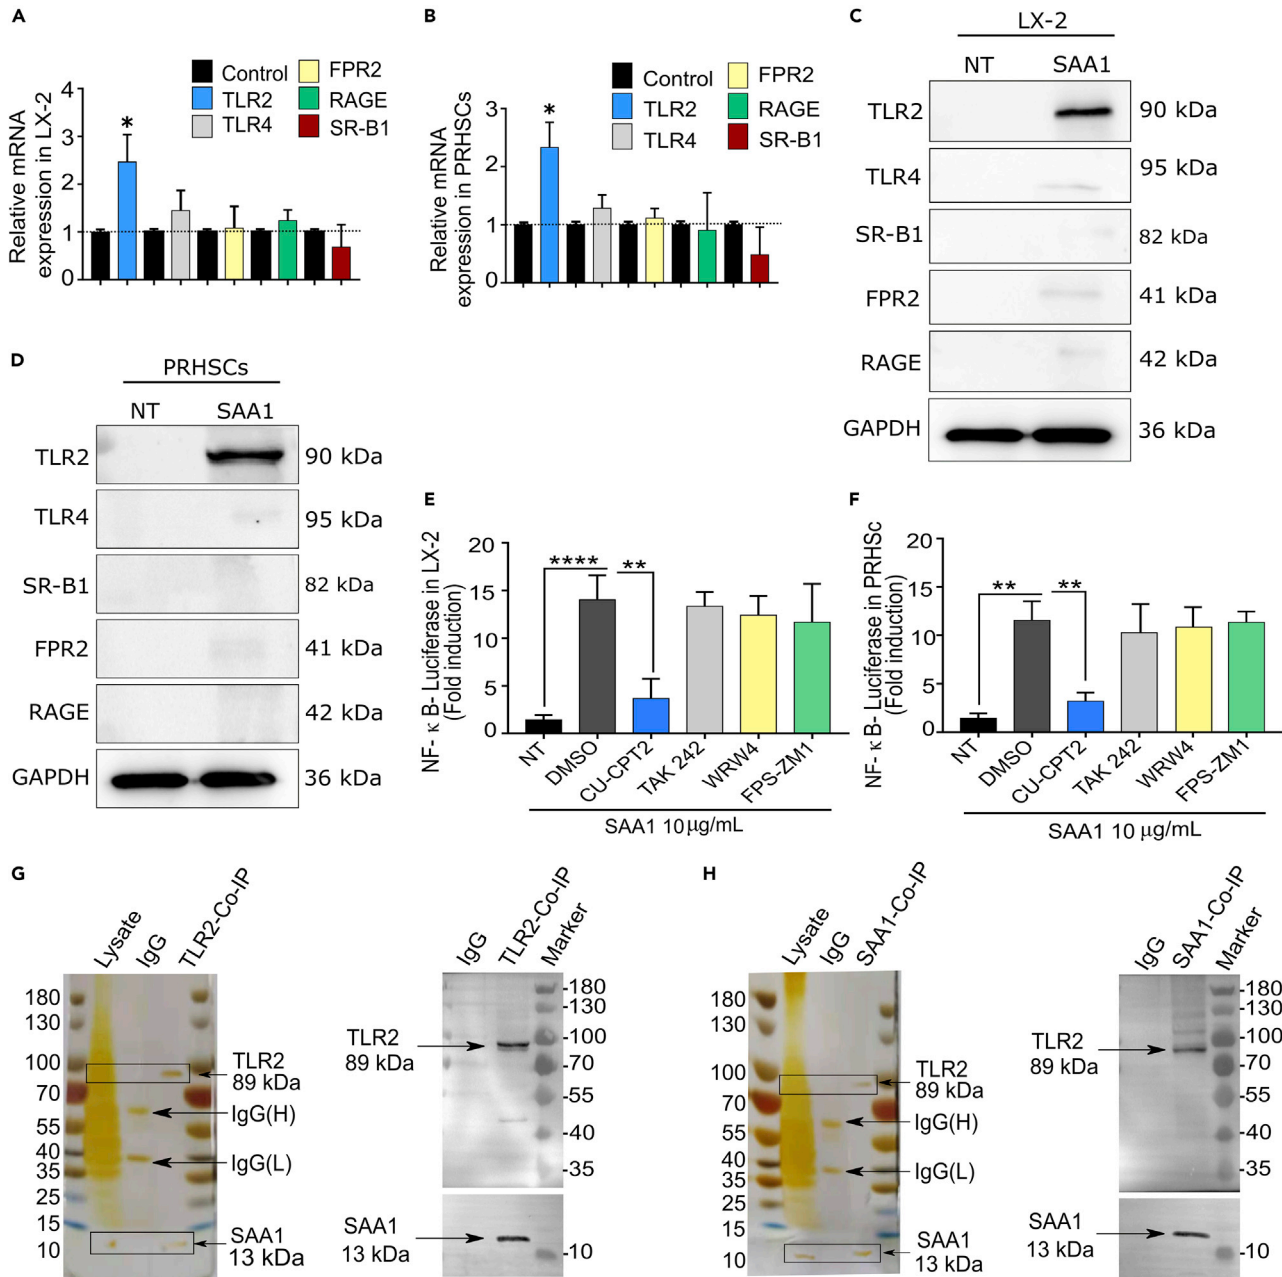 A
Relative mRNA
expression in LX-2
4
3
2
1
0
*
Control
TLR2
TLR4
FPR2
RAGE
SR-B1
B
Relative mRNA
expression in PRHSCs
3
2
1
0
*
Control
TLR2
TLR4
FPR2
RAGE
SR-B1
C
LX-2
NT SAA1
TLR2 90 kDa
TLR4 95 kDa
SR-B1 82 kDa
FPR2 41 kDa
RAGE 42 kDa
GAPDH 36 kDa
D
PRHSCs
NT SAA1
TLR2 90 kDa
TLR4 95 kDa
SR-B1 82 kDa
FPR2 41 kDa
RAGE 42 kDa
GAPDH 36 kDa
E
NF- κ B- Luciferase in LX-2
(Fold induction)
20
15
10
5
0
**** **
NT
DMSO
CU-CPT2
TAK 242
WRW4
FPS-ZM1
SAA1 10 µg/mL
F
NF- κ B- Luciferase in PRHSc
(Fold induction)
20
15
10
5
0
** **
NT
DMSO
CU-CPT2
TAK 242
WRW4
FPS-ZM1
SAA1 10 µg/mL
G
Lysate
IgG
TLR2-Co-IP
180
130
100
70
55
40
35
25
15
10
TLR2
89 kDa
IgG(H)
IgG(L)
SAA1
13 kDa
IgG
TLR2-Co-IP
Marker
TLR2
89 kDa
SAA1
13 kDa
-180
-130
-100
-70
-55
-40
-35
-10
H
Lysate
IgG
SAA1-Co-IP
180
130
100
70
55
40
35
25
15
10
TLR2
89 kDa
IgG(H)
IgG(L)
SAA1
13 kDa
IgG
SAA1-Co-IP
Marker
TLR2
89 kDa
SAA1
13 kDa
-180
-130
-100
-70
-55
-40
-35
-10